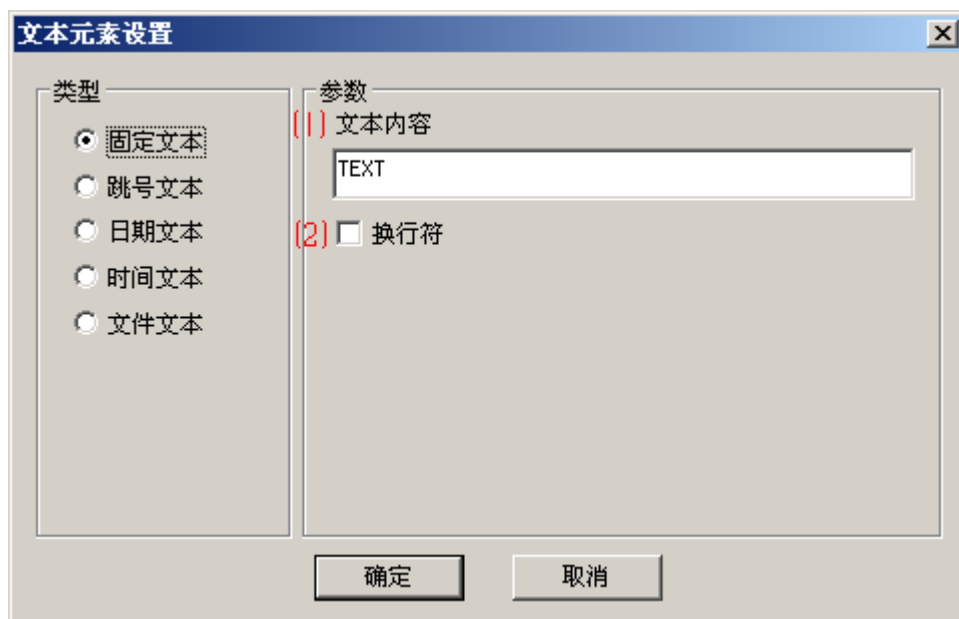 文本元素设置
类型
固定文本
跳号文本
日期文本
时间文本
文件文本
参数
(1) 文本内容
TEXT
(2) 换行符
确定
取消